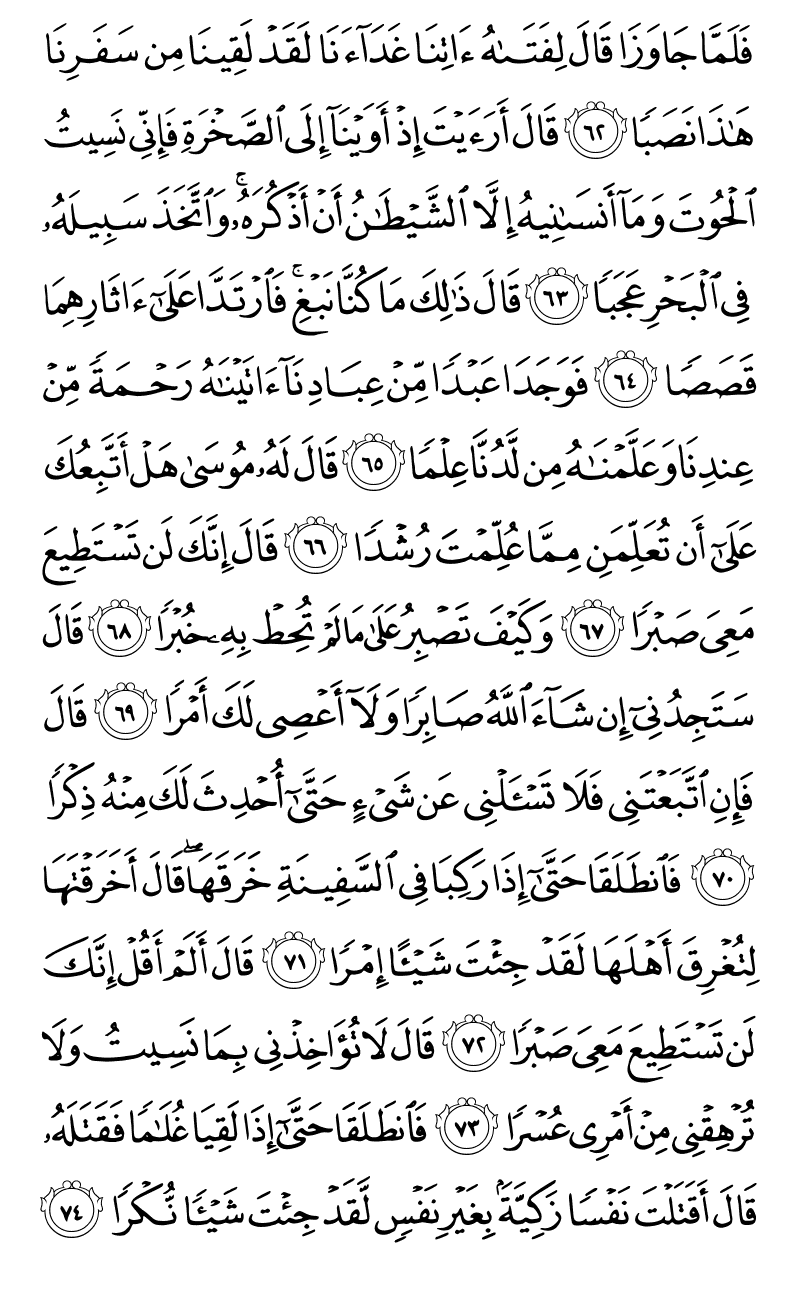 فَلَمَّا جَاوَزَا قَالَ لِفَتَىٰهُ ءَاتِنَا غَدَآءَنَا لَقَدۡ لَقِينَا مِن سَفَرِنَا
هَٰذَا نَصَبٗا ٦٢ قَالَ أَرَءَيۡتَ إِذۡ أَوَيۡنَآ إِلَى ٱلصَّخۡرَةِ فَإِنِّي نَسِيتُ
ٱلۡحُوتَ وَمَآ أَنسَىٰنِيهُ إِلَّا ٱلشَّيۡطَٰنُ أَنۡ أَذۡكُرَهُۥۚ وَٱتَّخَذَ سَبِيلَهُۥ
فِي ٱلۡبَحۡرِ عَجَبٗا ٦٣ قَالَ ذَٰلِكَ مَا كُنَّا نَبۡغِۚ فَٱرۡتَدَّا عَلَىٰٓ ءَاثَارِهِمَا
قَصَصٗا ٦٤ فَوَجَدَا عَبۡدٗا مِّنۡ عِبَادِنَآ ءَاتَيۡنَٰهُ رَحۡمَةٗ مِّنۡ
عِندِنَا وَعَلَّمۡنَٰهُ مِن لَّدُنَّا عِلۡمٗا ٦٥ قَالَ لَهُۥ مُوسَىٰ هَلۡ أَتَّبِعُكَ
عَلَىٰٓ أَن تُعَلِّمَنِ مِمَّا عُلِّمۡتَ رُشۡدٗا ٦٦ قَالَ إِنَّكَ لَن تَسۡتَطِيعَ
مَعِيَ صَبۡرٗا ٦٧ وَكَيۡفَ تَصۡبِرُ عَلَىٰ مَا لَمۡ تُحِطۡ بِهِۦ خُبۡرٗا ٦٨ قَالَ
سَتَجِدُنِيٓ إِن شَآءَ ٱللَّهُ صَابِرٗا وَلَآ أَعۡصِي لَكَ أَمۡرٗا ٦٩ قَالَ
فَإِنِ ٱتَّبَعۡتَنِي فَلَا تَسۡـَٔلۡنِي عَن شَيۡءٍ حَتَّىٰٓ أُحۡدِثَ لَكَ مِنۡهُ ذِكۡرٗا
٧٠ فَٱنطَلَقَا حَتَّىٰٓ إِذَا رَكِبَا فِي ٱلسَّفِينَةِ خَرَقَهَاۖ قَالَ أَخَرَقۡتَهَا
لِتُغۡرِقَ أَهۡلَهَا لَقَدۡ جِئۡتَ شَيۡـًٔا إِمۡرٗا ٧١ قَالَ أَلَمۡ أَقُلۡ إِنَّكَ
لَن تَسۡتَطِيعَ مَعِيَ صَبۡرٗا ٧٢ قَالَ لَا تُؤَاخِذۡنِي بِمَا نَسِيتُ وَلَا
تُرۡهِقۡنِي مِنۡ أَمۡرِي عُسۡرٗا ٧٣ فَٱنطَلَقَا حَتَّىٰٓ إِذَا لَقِيَا غُلَٰمٗا فَقَتَلَهُۥ
قَالَ أَقَتَلۡتَ نَفۡسٗا زَكِيَّةَۢ بِغَيۡرِ نَفۡسٖ لَّقَدۡ جِئۡتَ شَيۡـٔٗا نُّكۡرٗا ٧٤